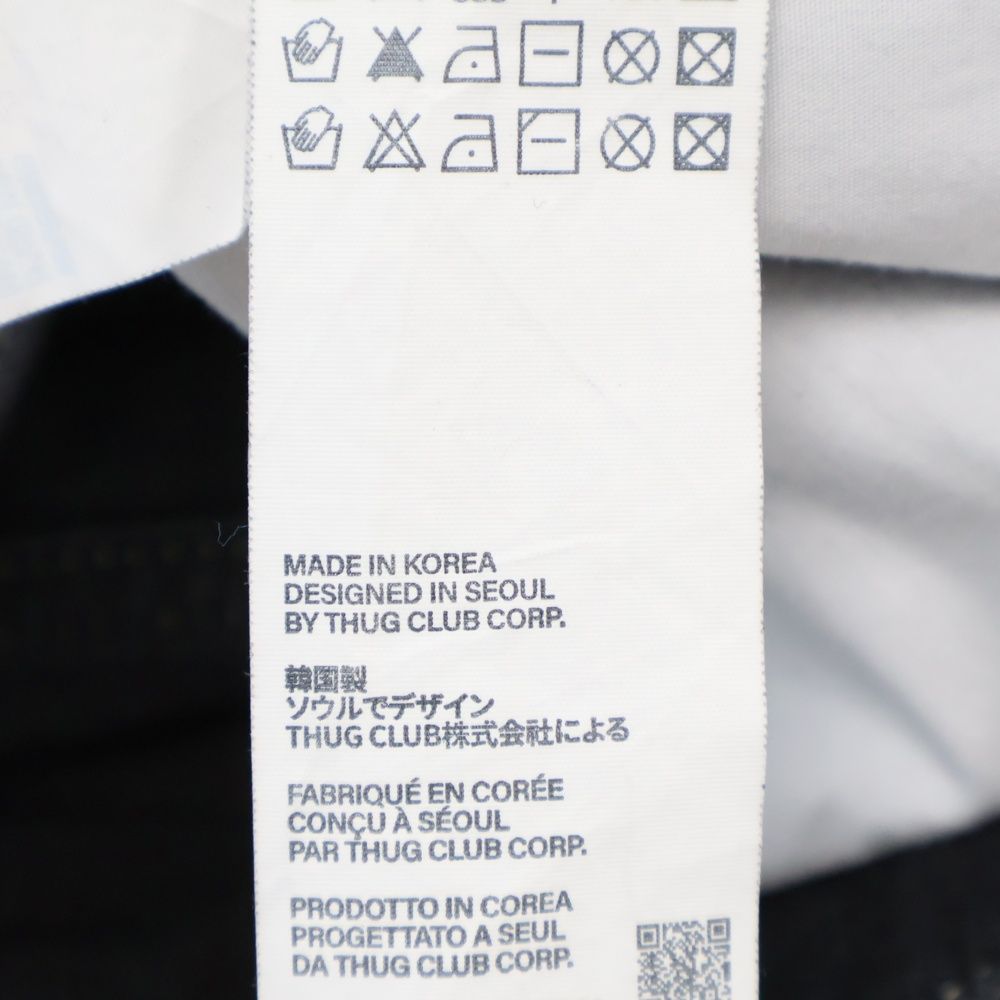 MADE IN KOREA
DESIGNED IN SEOUL
BY THUG CLUB CORP.
韓国製
ソウルでデザイン
THUG CLUB株式会社による
FABRIQUÉ EN CORÉE
CONÇU À SÉOUL
PAR THUG CLUB CORP.
PRODOTTO IN COREA
PROGETTATO A SEUL
DA THUG CLUB CORP.